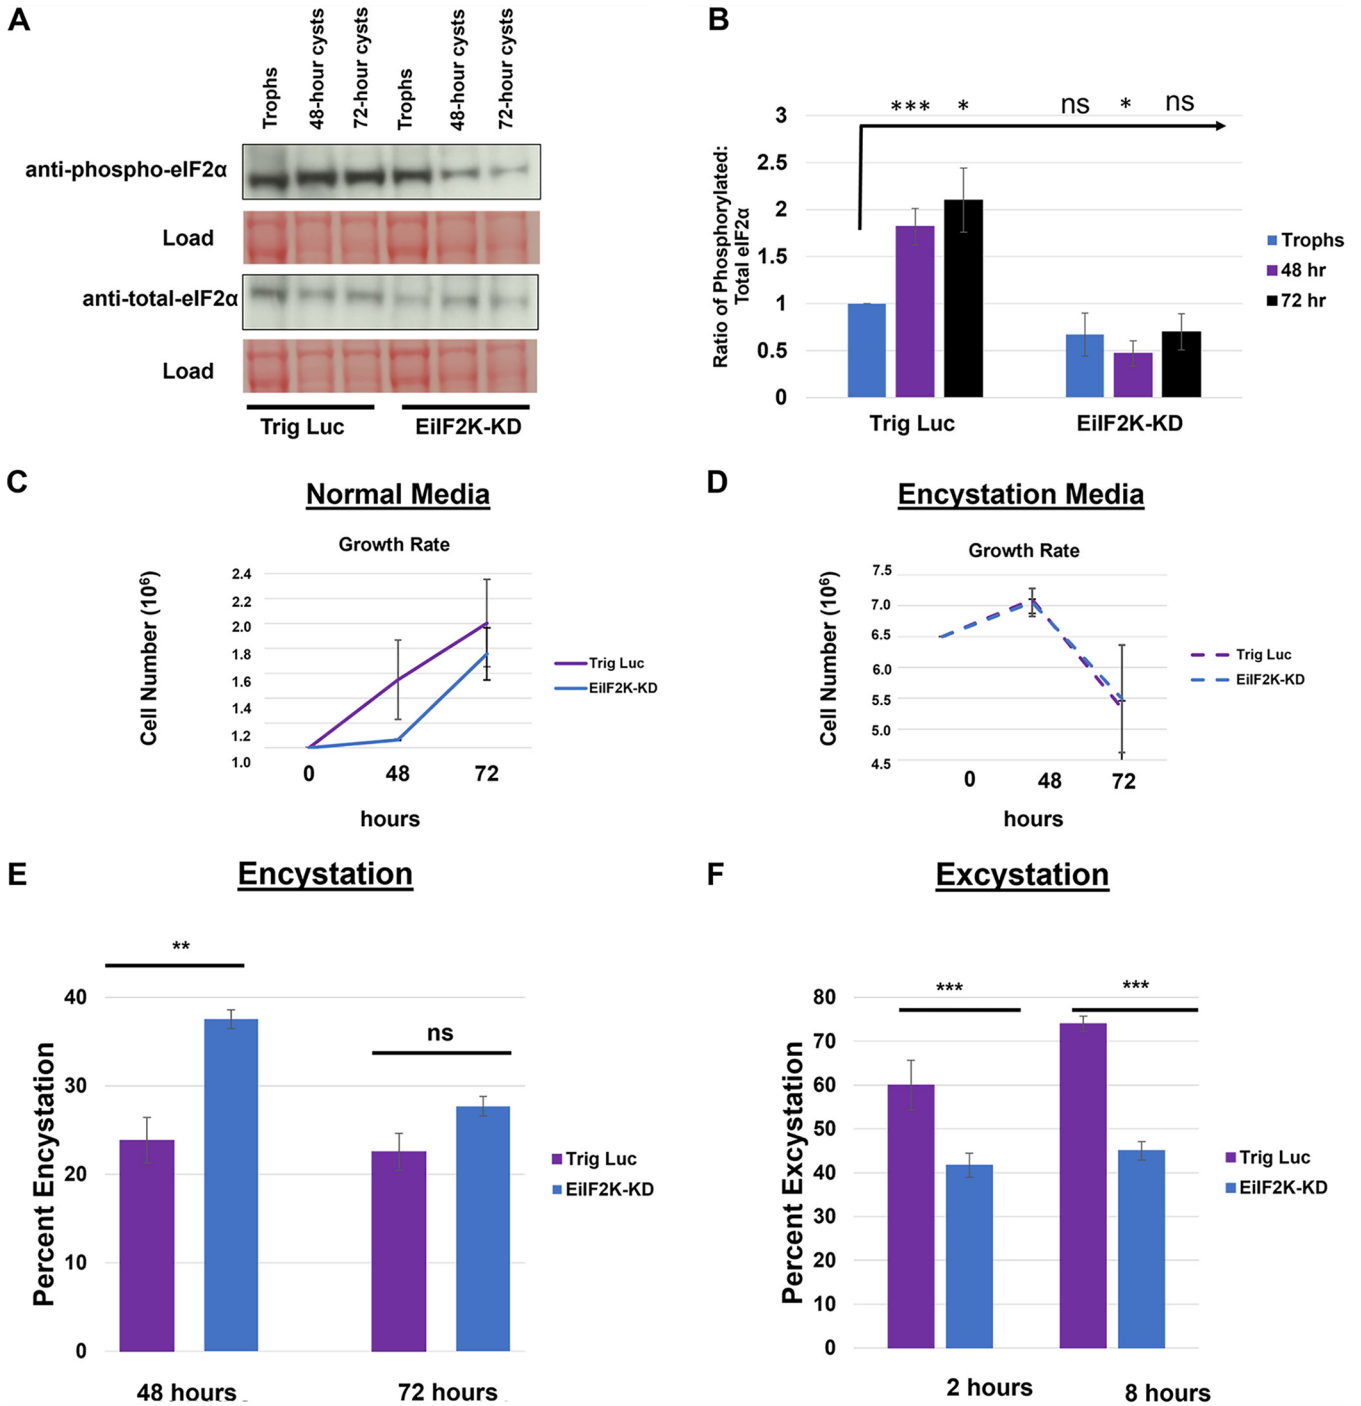 A
Trophs
48-hour cysts
72-hour cysts
Trophs
48-hour cysts
72-hour cysts
anti-phospho-eIF2α
Load
anti-total-eIF2α
Load
Trig Luc
EiIF2K-KD
B
Ratio of Phosphorylated:
Total eIF2α
3
2.5
2
1.5
1
0.5
0
***
*
ns
*
ns
Trig Luc
EiIF2K-KD
Trophs
48 hr
72 hr
C
Normal Media
Growth Rate
Cell Number (10⁶)
2.4
2.2
2.0
1.8
1.6
1.4
1.2
1.0
0
48
72
hours
Trig Luc
EiIF2K-KD
D
Encystation Media
Growth Rate
Cell Number (10⁶)
7.5
7.0
6.5
6.0
5.5
5.0
4.5
0
48
72
hours
Trig Luc
EiIF2K-KD
E
Encystation
Percent Encystation
40
30
20
10
0
**
ns
48 hours
72 hours
Trig Luc
EiIF2K-KD
F
Excystation
Percent Excystation
80
70
60
50
40
30
20
10
0
***
***
2 hours
8 hours
Trig Luc
EiIF2K-KD